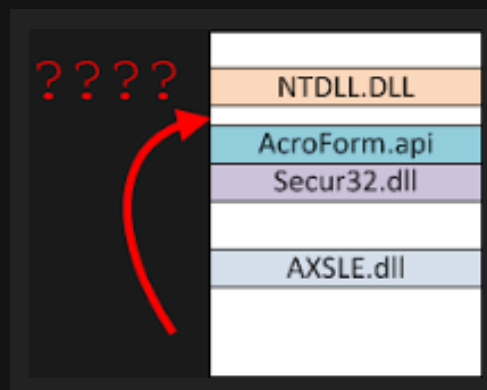 ????
NTDLL.DLL
AcroForm.api
Secur32.dll
AXSLE.dll